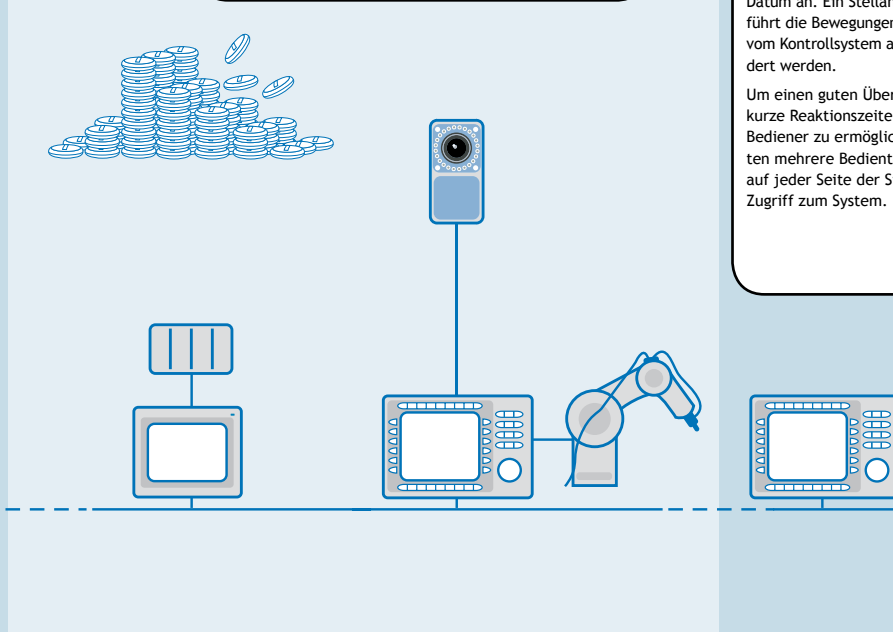 Datum an. Ein Stellan
führt die Bewegungen
vom Kontrollsystem a
dert werden.
Um einen guten Über
kurze Reaktionszeite
Bediener zu ermöglic
ten mehrere Bedient
auf jeder Seite der S
Zugriff zum System.